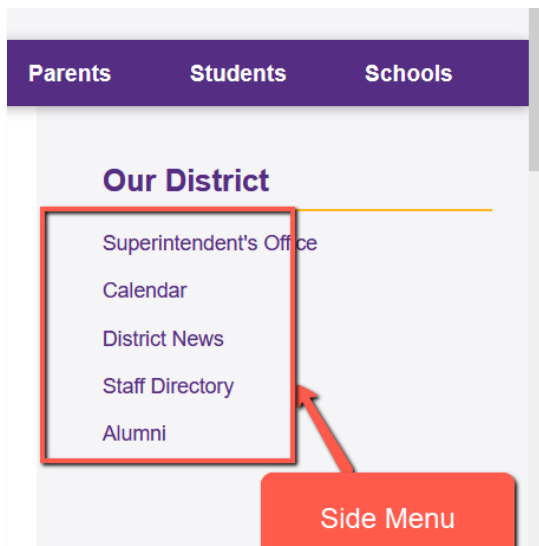 Parents Students Schools
Our District
Superintendent's Office
Calendar
District News
Staff Directory
Alumni
Side Menu